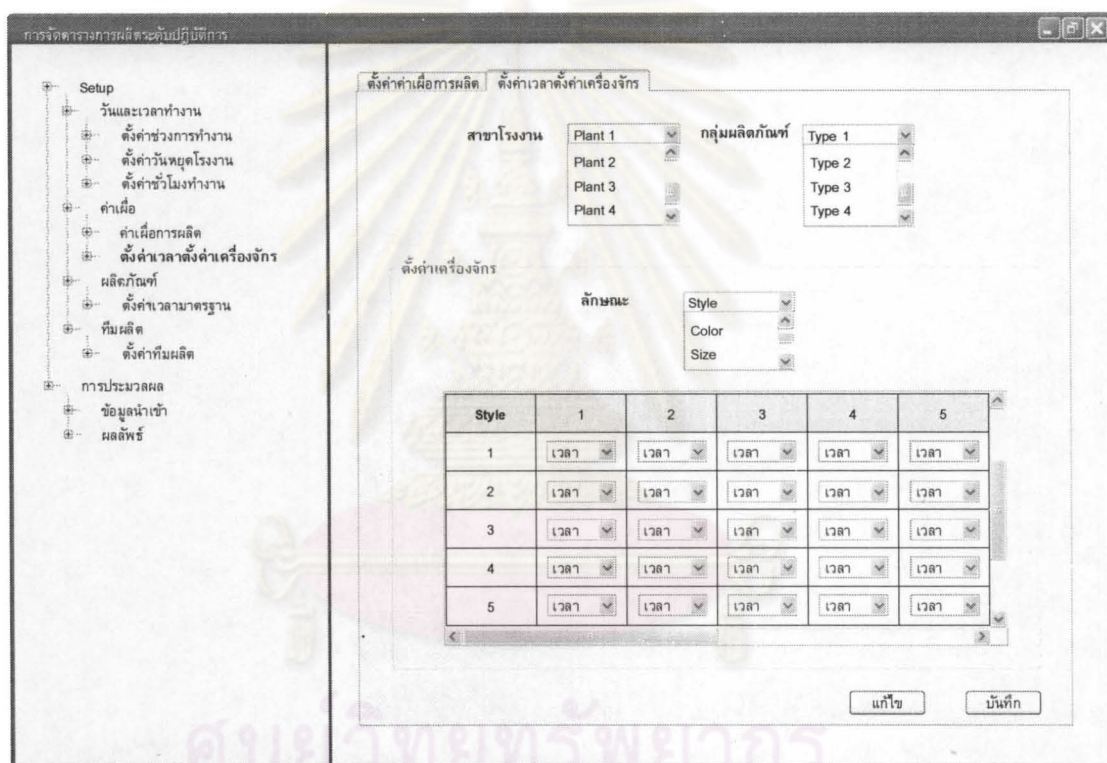 การจัดตารางการผลิตระดับปฏิบัติการ
Setup
วันและเวลาทำงาน
ตั้งค่าช่วงการทำงาน
ตั้งค่าวันหยุดโรงงาน
ตั้งค่าชั่วโมงทำงาน
ค่าเผื่อ
ค่าเผื่อการผลิต
ตั้งค่าเวลาตั้งค่าเครื่องจักร
ผลิตภัณฑ์
ตั้งค่าเวลามาตรฐาน
ทีมผลิต
ตั้งค่าทีมผลิต
การประมวลผล
ข้อมูลนำเข้า
ผลลัพธ์
ตั้งค่าค่าเผื่อการผลิต ตั้งค่าเวลาตั้งค่าเครื่องจักร
สาขาโรงงาน Plant 1 กลุ่มผลิตภัณฑ์ Type 1
Plant 2 Type 2
Plant 3 Type 3
Plant 4 Type 4
ตั้งค่าเครื่องจักร
ลักษณะ Style
Color
Size
Style 1 2 3 4 5
1 เวลา เวลา เวลา เวลา เวลา
2 เวลา เวลา เวลา เวลา เวลา
3 เวลา เวลา เวลา เวลา เวลา
4 เวลา เวลา เวลา เวลา เวลา
5 เวลา เวลา เวลา เวลา เวลา
แก้ไข บันทึก
ศูนย์วิทยทรัพยากร